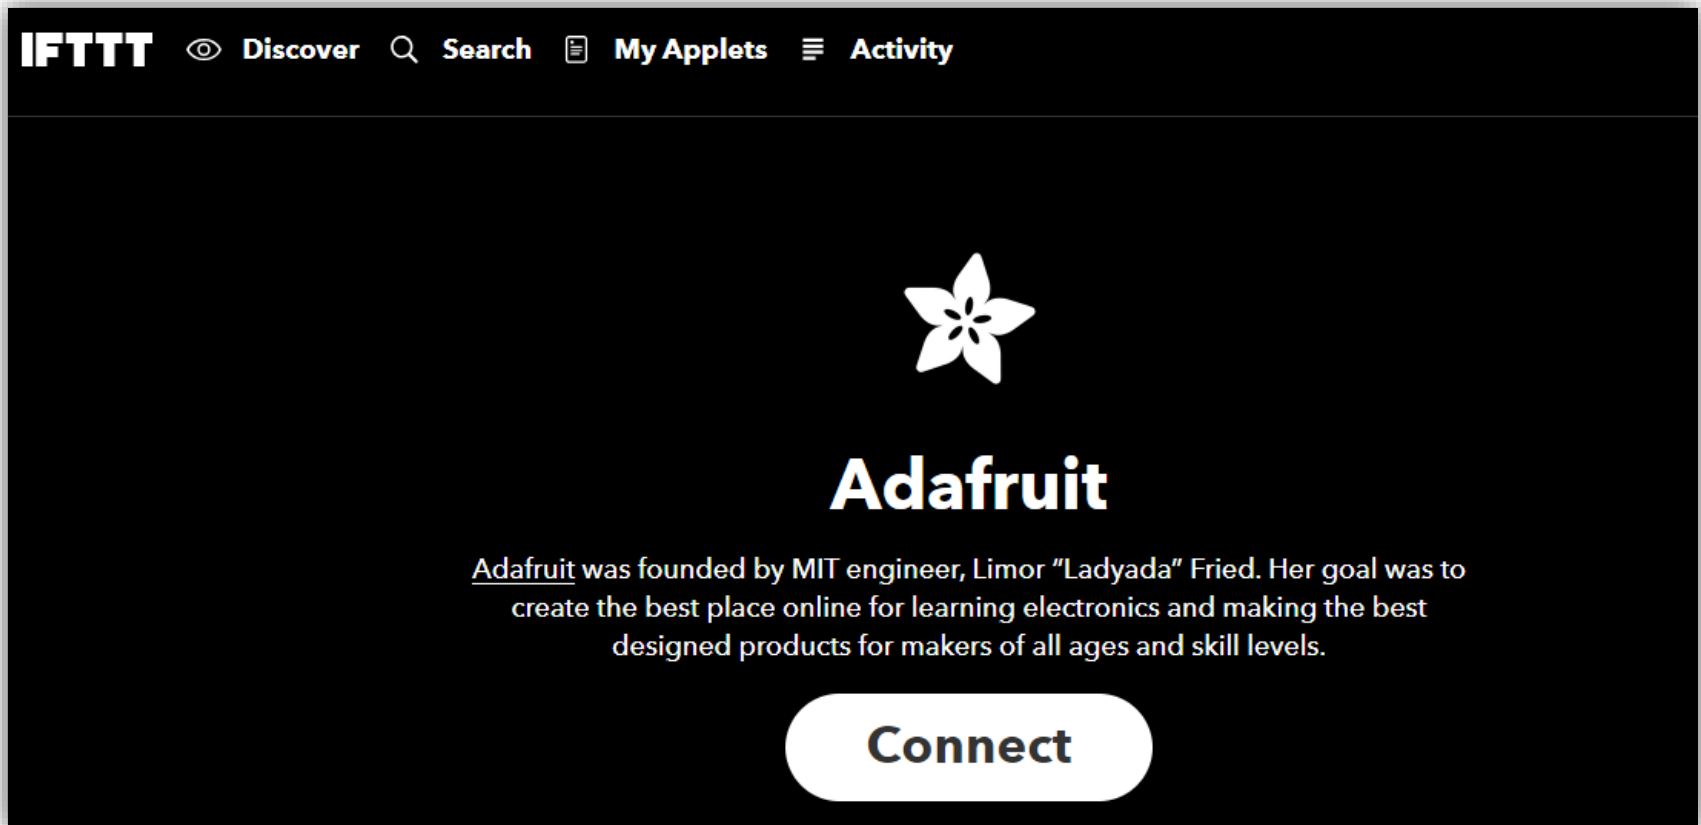 IFTTT Discover Search My Applets Activity
Adafruit
Adafruit was founded by MIT engineer, Limor “Ladyada” Fried. Her goal was to
create the best place online for learning electronics and making the best
designed products for makers of all ages and skill levels.
Connect